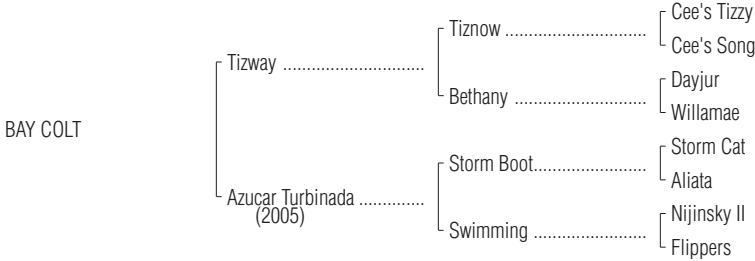 Cee's Tizzy
Tiznow ..............................
Cee's Song
Tizway ..............................
Dayjur
Bethany ............................
Willamae
BAY COLT
Storm Cat
Storm Boot........................
Aliata
Azucar Turbinada ..............
(2005)
Nijinsky II
Swimming ........................
Flippers